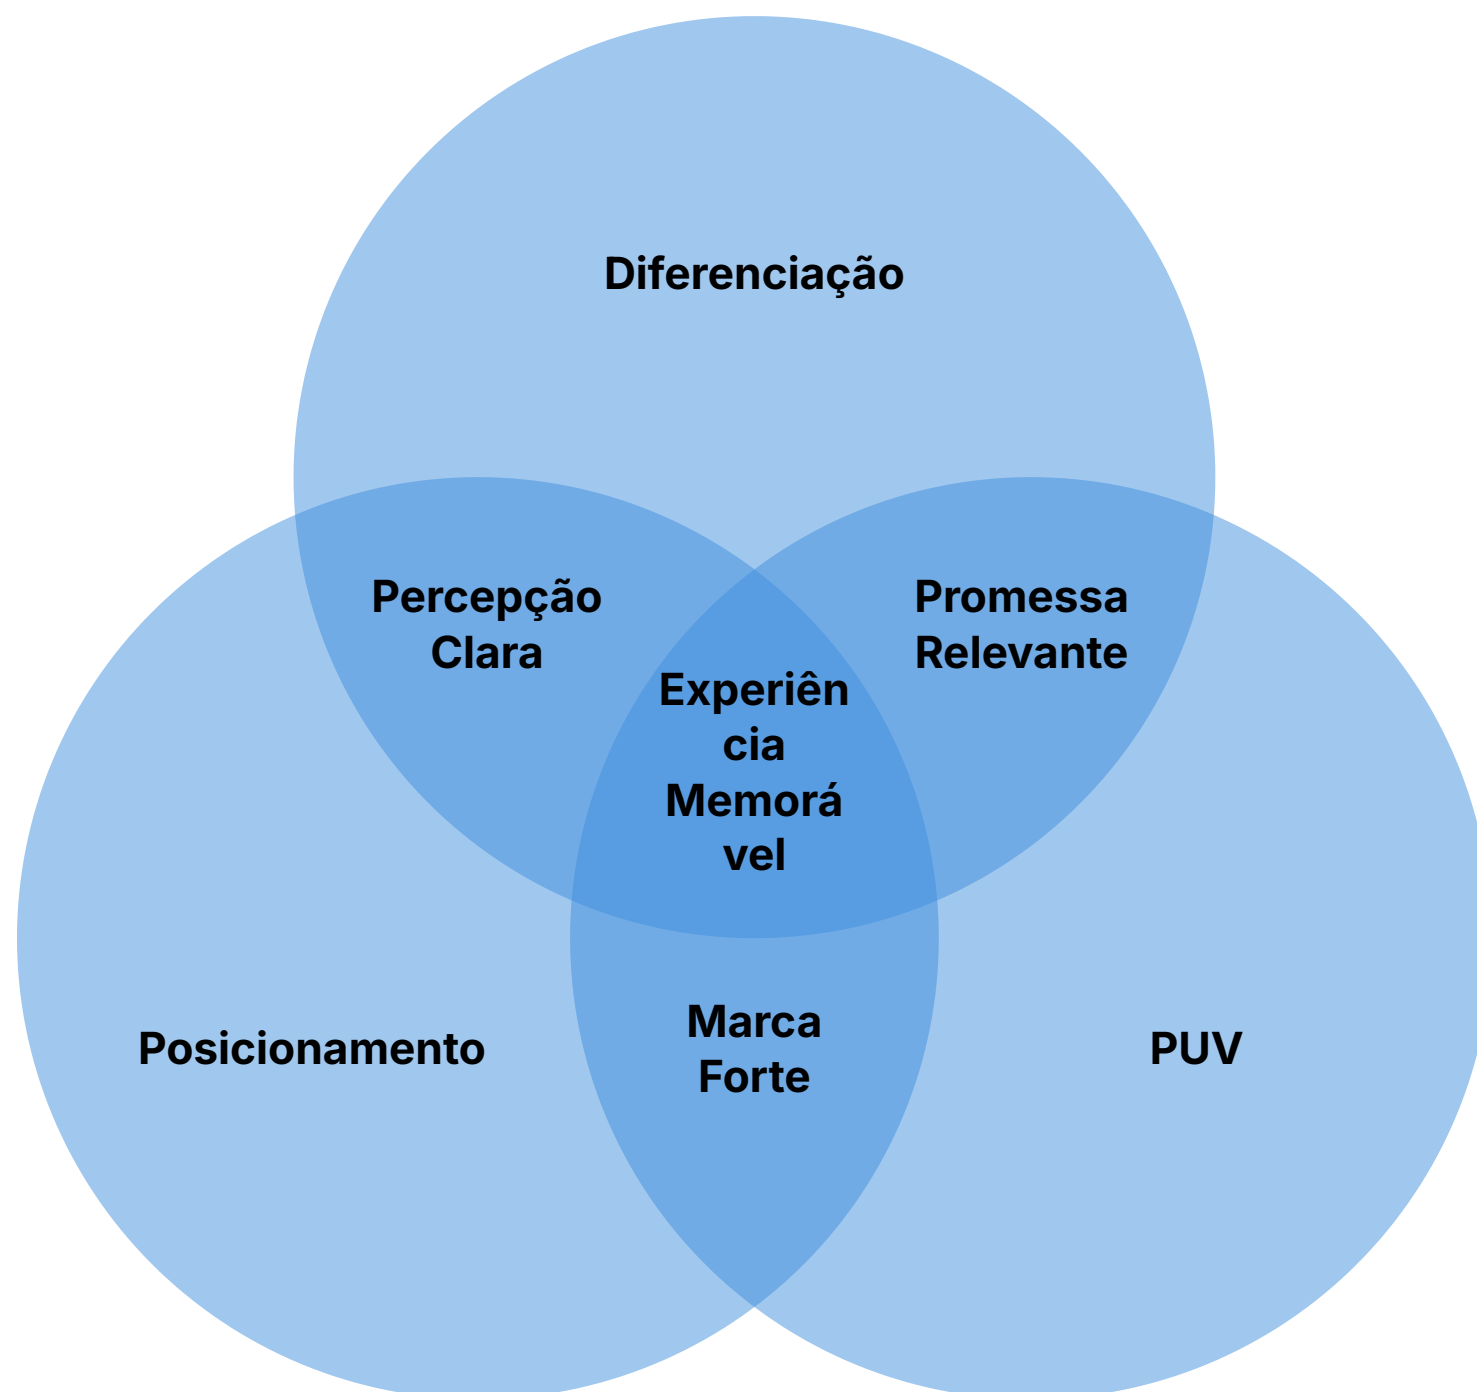 Diferenciação
Percepção
Clara
Promessa
Relevante
Experiên
cia
Memorá
vel
Posicionamento
Marca
Forte
PUV